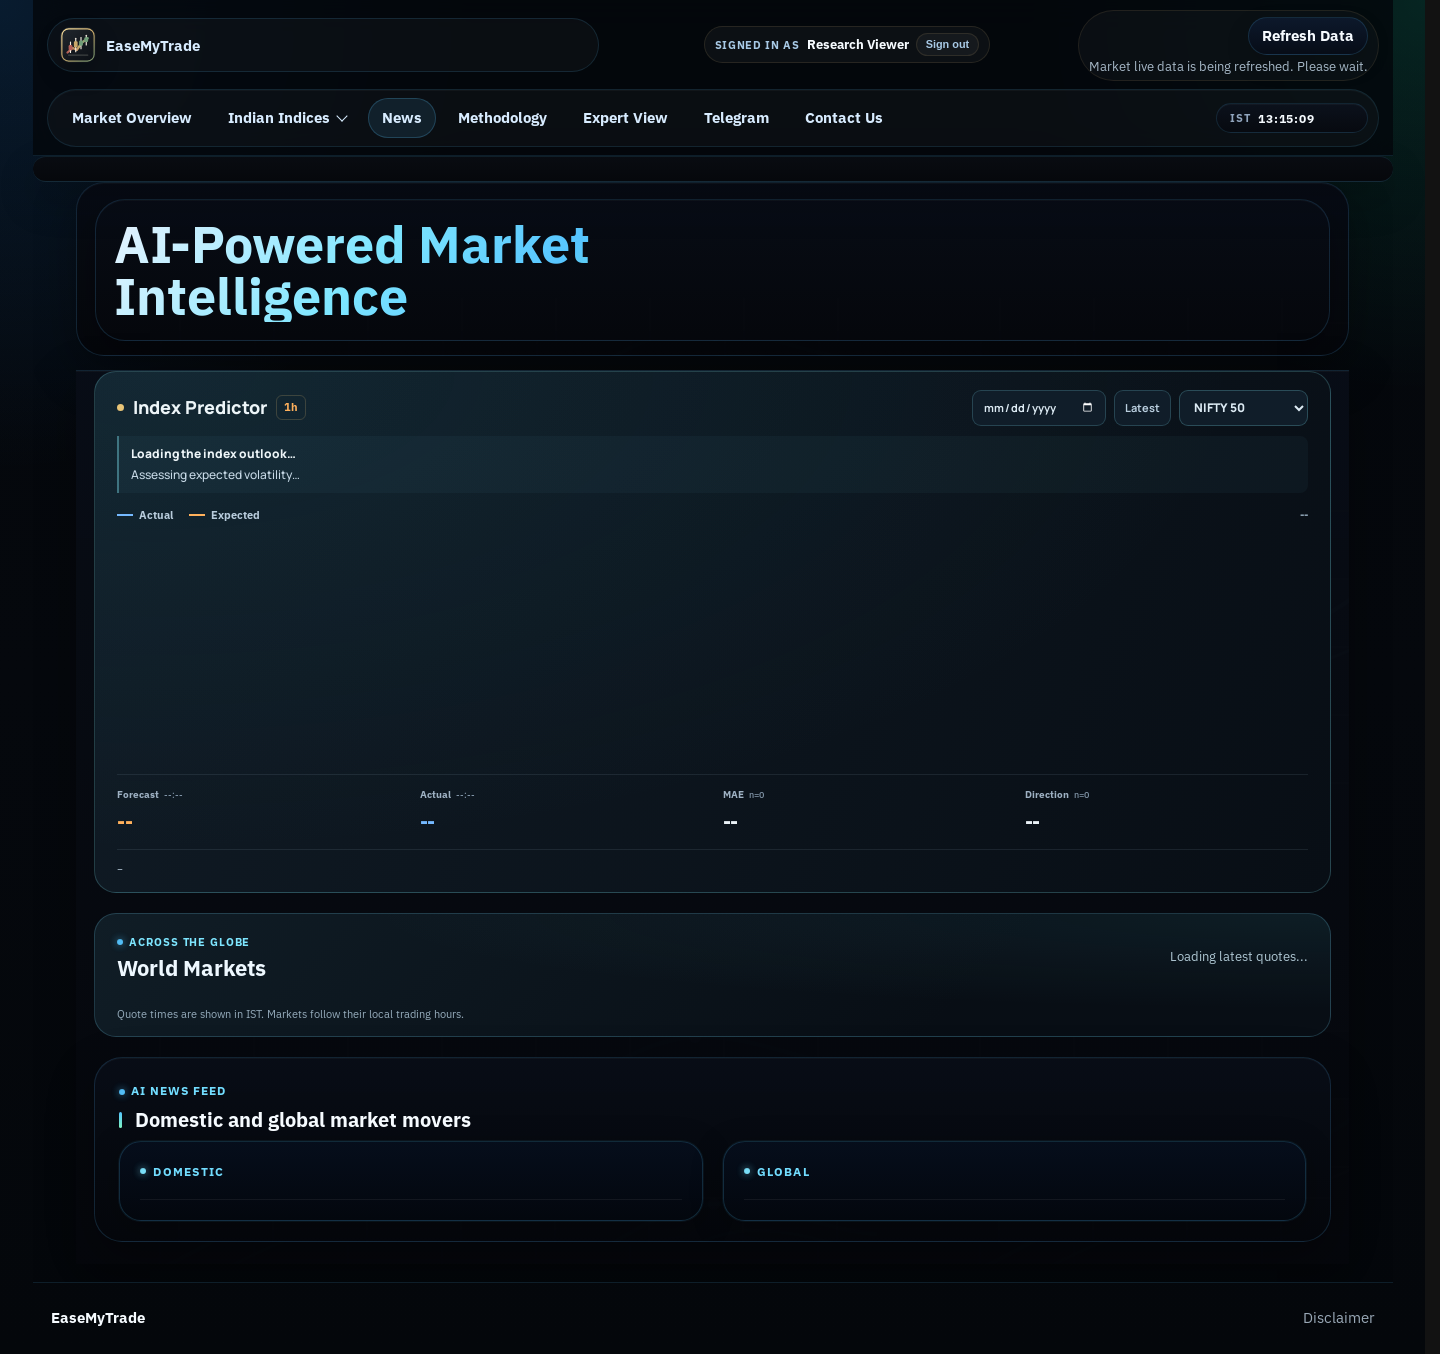 EaseMyTrade
SIGNED IN AS Research Viewer Sign out
Refresh Data
Market live data is being refreshed. Please wait.
Market Overview Indian Indices News Methodology Expert View Telegram Contact Us IST 13:15:09
AI-Powered Market
Intelligence
Index Predictor 1h mm/dd/yyyy Latest NIFTY 50
Loading the index outlook…
Assessing expected volatility…
Actual Expected --
Forecast --:-- Actual --:-- MAE n=0 Direction n=0
-- -- -- --
-
ACROSS THE GLOBE
World Markets
Loading latest quotes...
Quote times are shown in IST. Markets follow their local trading hours.
AI NEWS FEED
Domestic and global market movers
DOMESTIC GLOBAL
EaseMyTrade Disclaimer